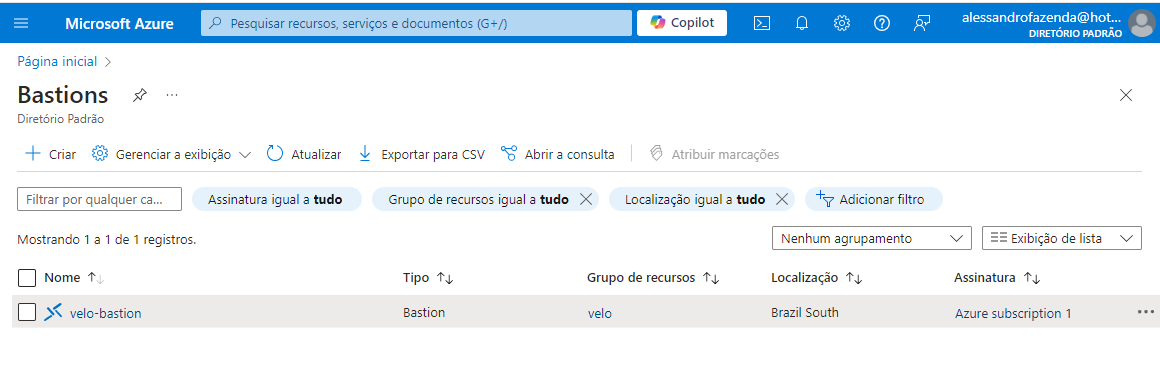 Microsoft Azure
Pesquisar recursos, serviços e documentos (G+/)
Copilot
alessandrofazenda@hot...
DIRETÓRIO PADRÃO
Página inicial
Bastions
Diretório Padrão
Criar Gerenciar a exibição Atualizar Exportar para CSV Abrir a consulta Atribuir marcações
Filtrar por qualquer ca... Assinatura igual a tudo Grupo de recursos igual a tudo Localização igual a tudo Adicionar filtro
Mostrando 1 a 1 de 1 registros. Nenhum agrupamento Exibição de lista
Nome Tipo Grupo de recursos Localização Assinatura
velo-bastion Bastion velo Brazil South Azure subscription 1